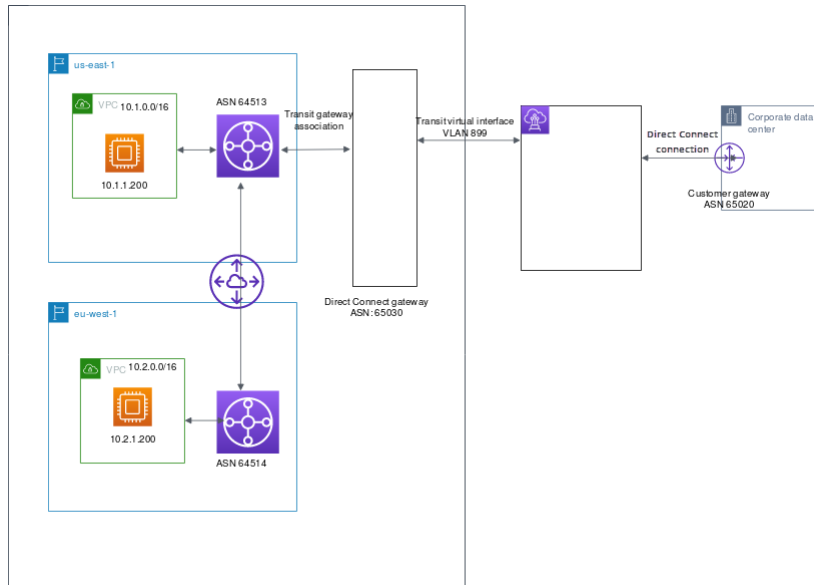 us-east-1
VPC 10.1.0.0/16
10.1.1.200
ASN 64513
Transit gateway
association
Transit virtual interface
VLAN 899
Direct Connect
connection
Corporate data
center
Customer gateway
ASN 65020
Direct Connect gateway
ASN: 65030
eu-west-1
VPC 10.2.0.0/16
10.2.1.200
ASN 64514